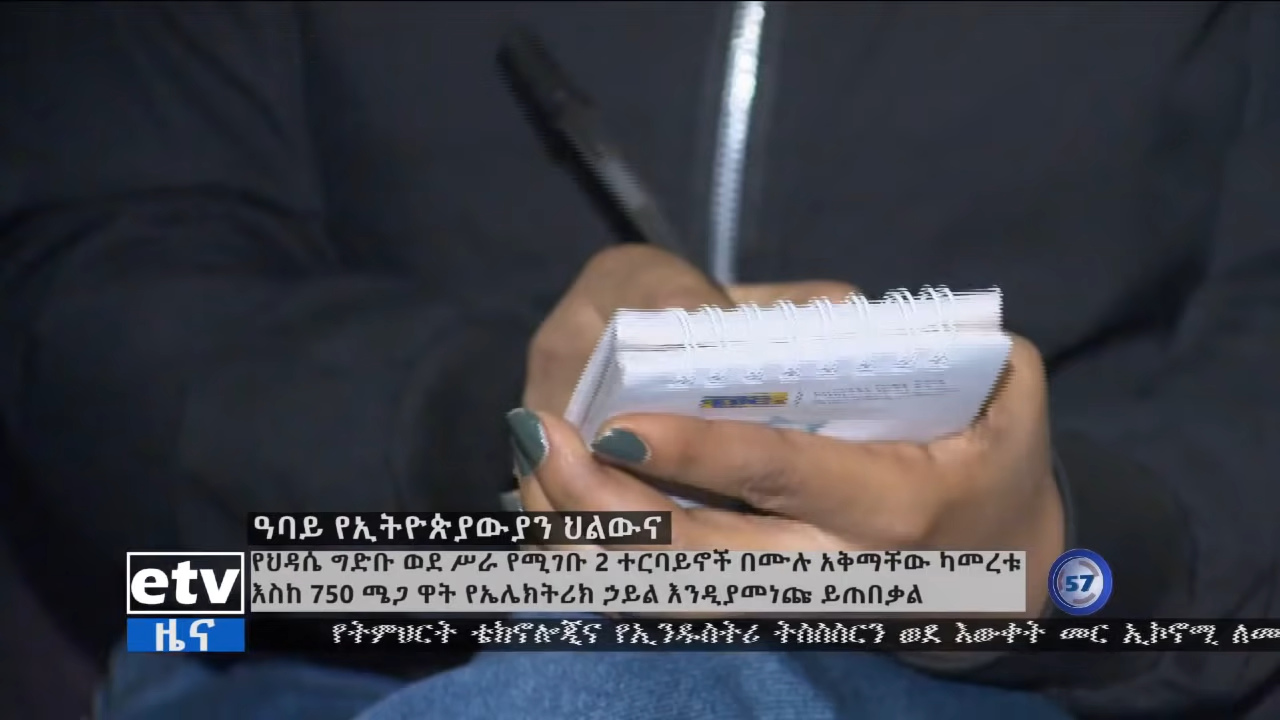 ዓባይ የኢትዮጵያውያን ህልውና
etv
የህዳሴ ግድቡ ወደ ሥራ የሚገቡ 2 ተርባይኖች በሙሉ አቅማቸው ካመረቱ
እስከ 750 ሜጋ ዋት የኤሌክትሪክ ኃይል እንዲያመነጩ ይጠበቃል
57
ዜና
የትምህርት ቴክኖሎጂና የኢንዱስትሪ ትስስርን ወደ እውቀት መር ኢኮኖሚ ለመ